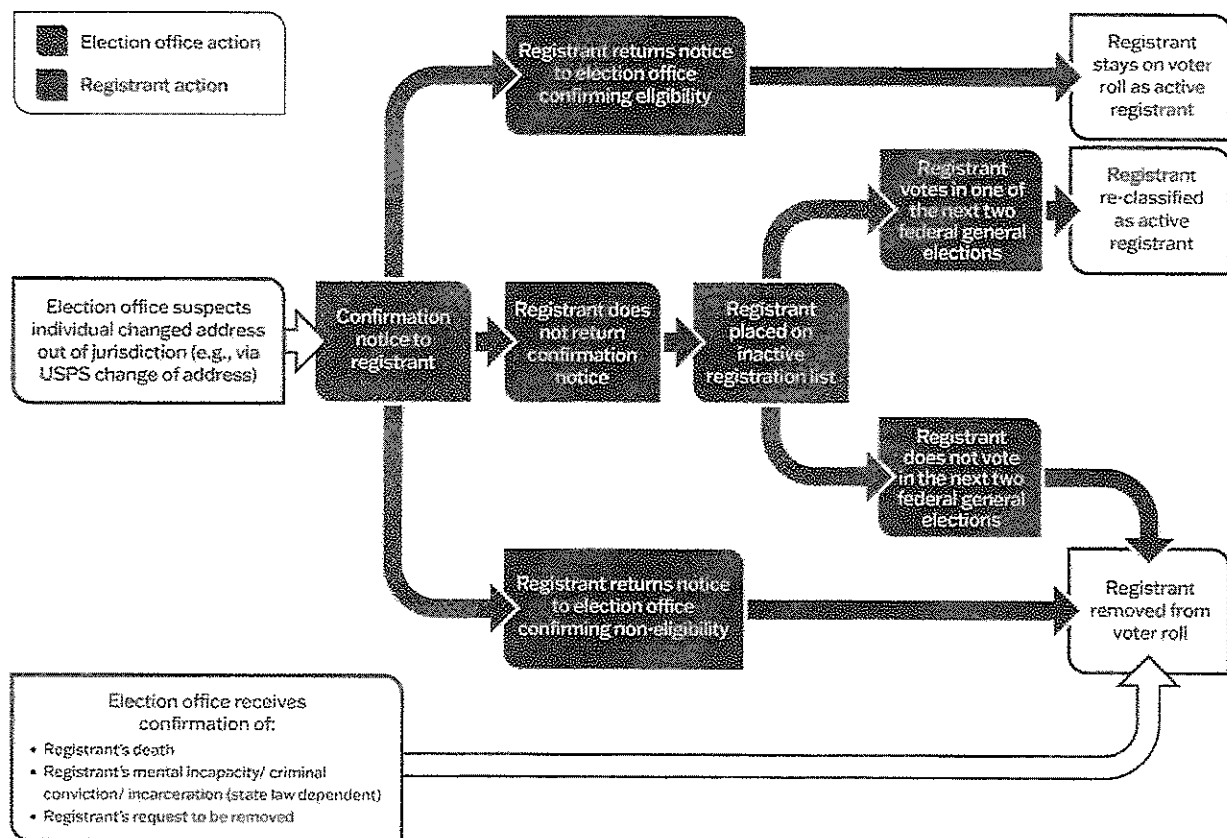 Election office action
Registrant action
Registrant returns notice
to election office
confirming eligibility
Registrant
stays on voter
roll as active
registrant
Registrant
votes in one of
the next two
federal general
elections
Registrant
re-classified
as active
registrant
Election office suspects
individual changed address
out of jurisdiction (e.g., via
USPS change of address)
Confirmation
notice to
registrant
Registrant does
not return
confirmation
notice
Registrant
placed on
inactive
registration list
Registrant
does not vote
in the next two
federal general
elections
Registrant returns notice
to election office
confirming non-eligibility
Registrant
removed from
voter roll
Election office receives
confirmation of:
• Registrant's death
• Registrant's mental incapacity/ criminal
conviction/ incarceration (state law dependent)
• Registrant's request to be removed